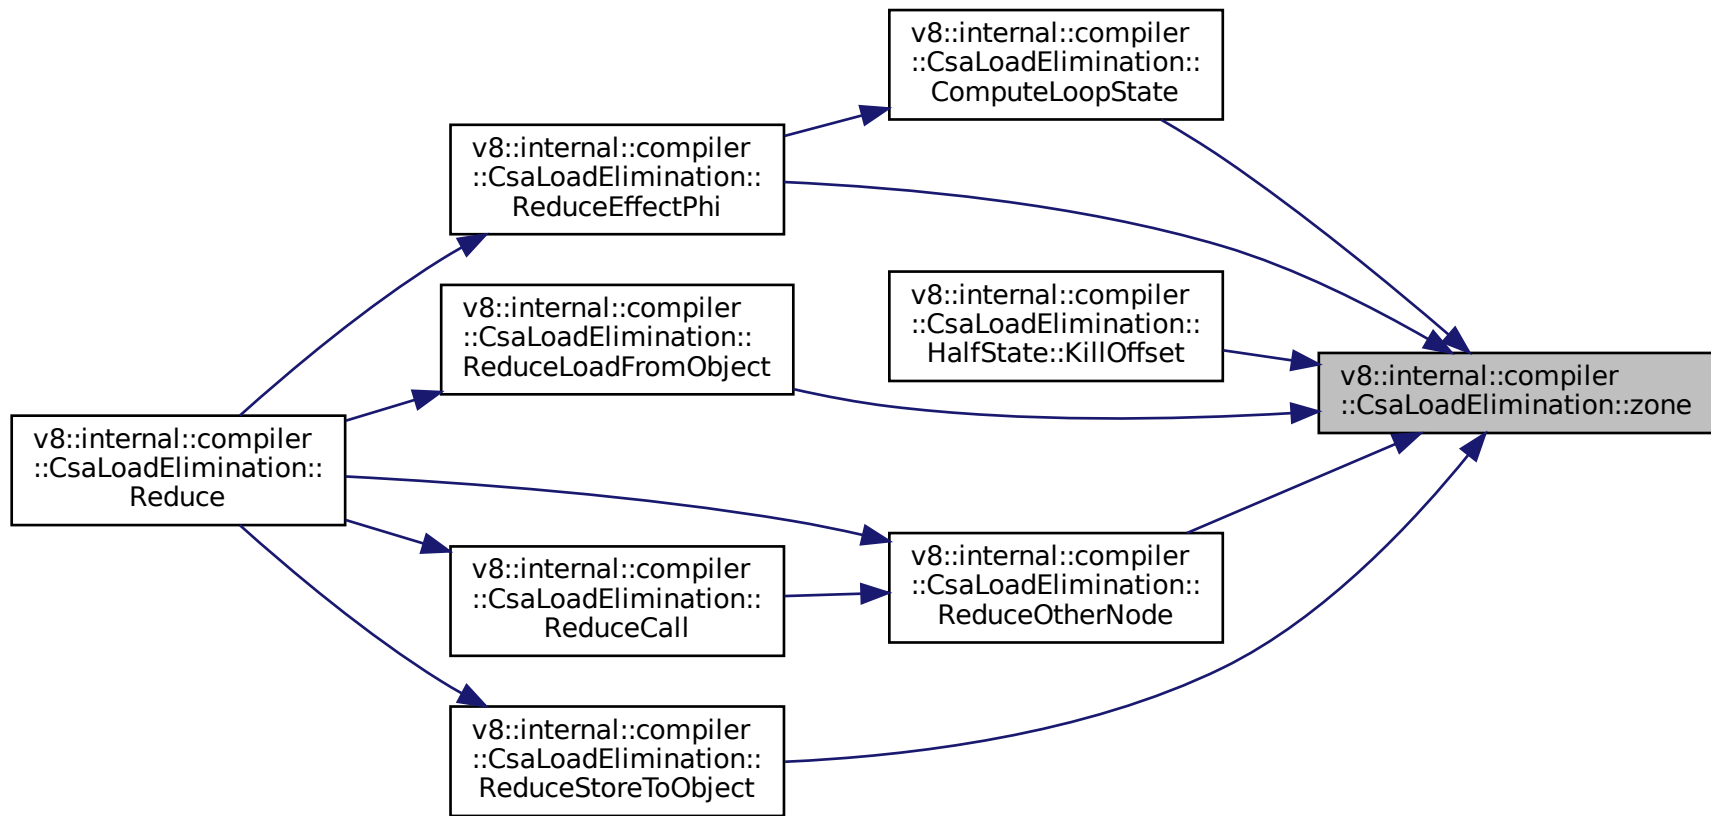 v8::internal::compiler
::CsaLoadElimination::
ComputeLoopState
v8::internal::compiler
::CsaLoadElimination::
ReduceEffectPhi
v8::internal::compiler
::CsaLoadElimination::
HalfState::KillOffset
v8::internal::compiler
::CsaLoadElimination::
ReduceLoadFromObject
v8::internal::compiler
::CsaLoadElimination::zone
v8::internal::compiler
::CsaLoadElimination::
Reduce
v8::internal::compiler
::CsaLoadElimination::
ReduceOtherNode
v8::internal::compiler
::CsaLoadElimination::
ReduceCall
v8::internal::compiler
::CsaLoadElimination::
ReduceStoreToObject